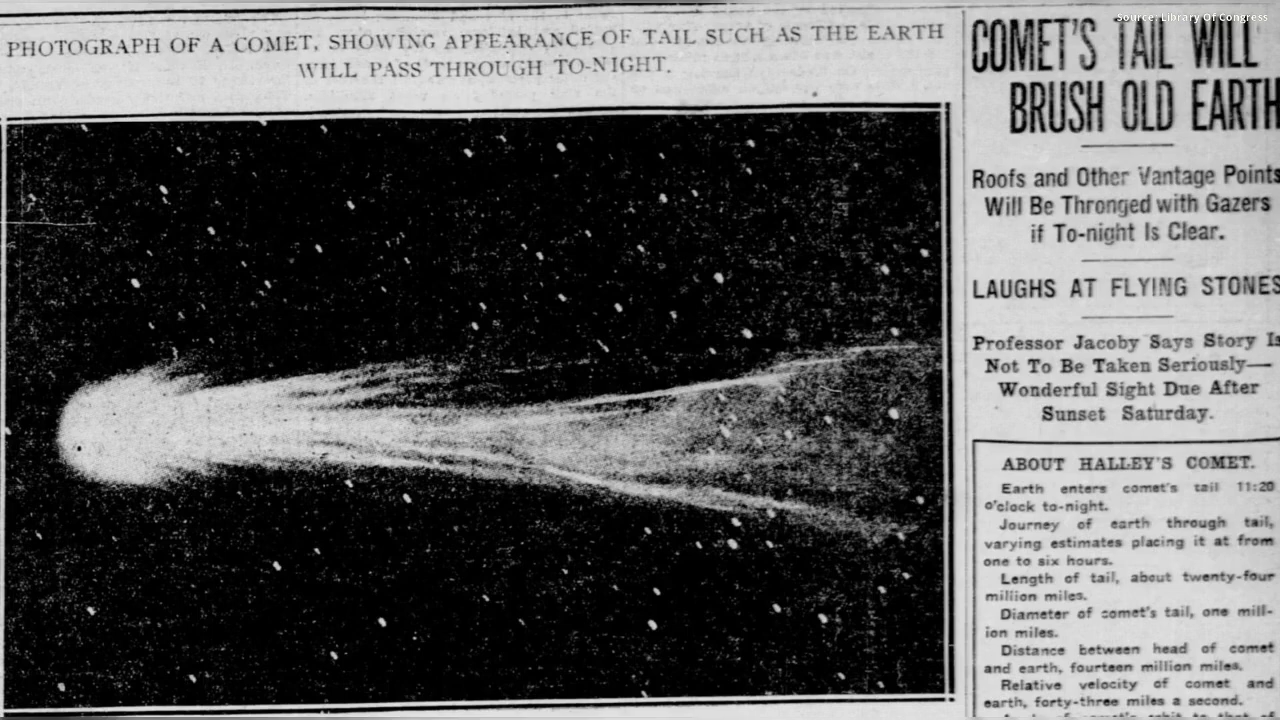 Source: Library Of Congress
PHOTOGRAPH OF A COMET, SHOWING APPEARANCE OF TAIL SUCH AS THE EARTH
WILL PASS THROUGH TO-NIGHT.
COMET'S TAIL WILL
BRUSH OLD EARTH
Roofs and Other Vantage Points
Will Be Thronged with Gazers
if To-night Is Clear.
LAUGHS AT FLYING STONES
Professor Jacoby Says Story Is
Not To Be Taken Seriously—
Wonderful Sight Due After
Sunset Saturday.
ABOUT HALLEY'S COMET.
Earth enters comet's tail 11:20
o'clock to-night.
Journey of earth through tail,
varying estimates placing it at from
one to six hours.
Length of tail, about twenty-four
million miles.
Diameter of comet's tail, one mill-
ion miles.
Distance between head of comet
and earth, fourteen million miles.
Relative velocity of comet and
earth, forty-three miles a second.